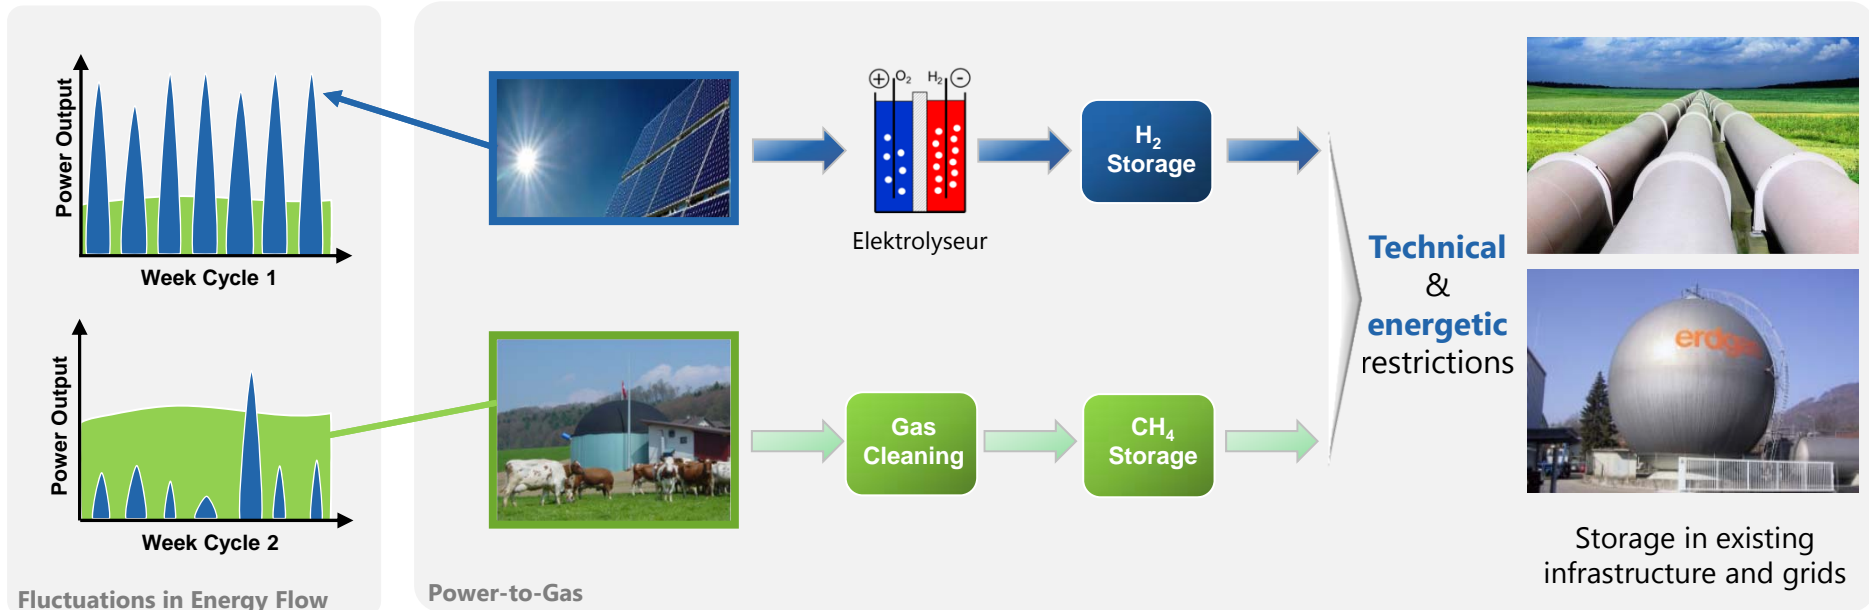 Power Output
Week Cycle 1
Power Output
Week Cycle 2
Fluctuations in Energy Flow
+ O2 H2 -
Elektrolyseur
H2
Storage
Gas
Cleaning
CH4
Storage
Technical
&
energetic
restrictions
erdgas
Storage in existing
infrastructure and grids
Power-to-Gas